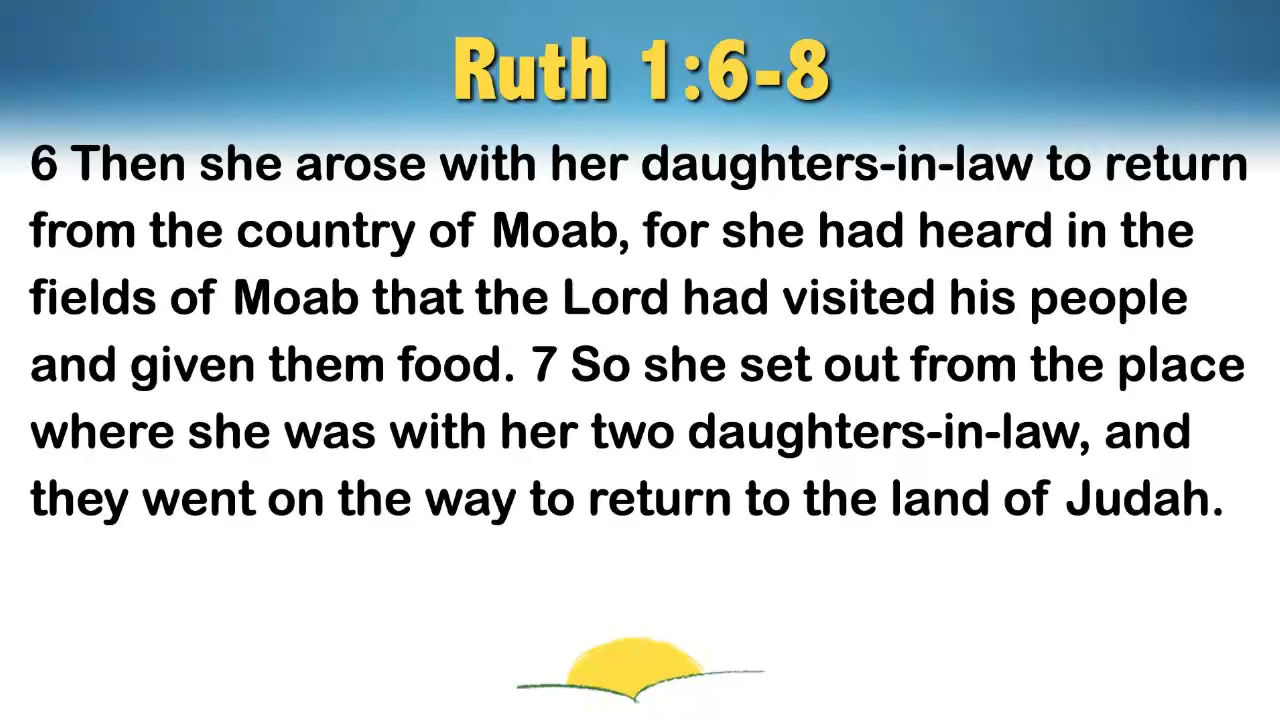 Ruth 1:6-8
6 Then she arose with her daughters-in-law to return
from the country of Moab, for she had heard in the
fields of Moab that the Lord had visited his people
and given them food. 7 So she set out from the place
where she was with her two daughters-in-law, and
they went on the way to return to the land of Judah.